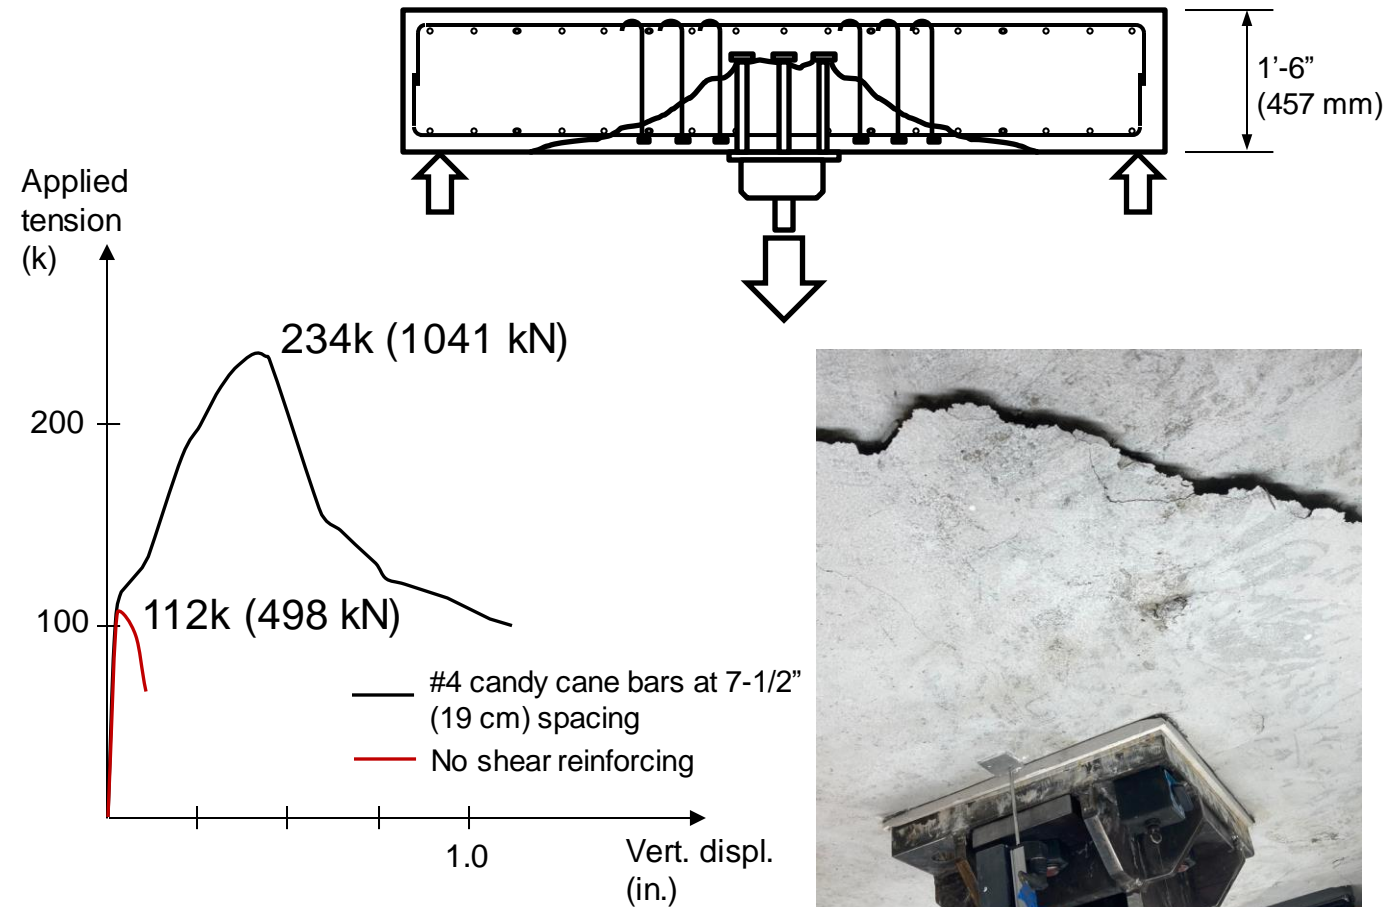 1’-6”
(457 mm)
Applied
tension
(k)
234k (1041 kN)
200
112k (498 kN)
100
#4 candy cane bars at 7-1/2”
(19 cm) spacing
No shear reinforcing
1.0
Vert. displ.
(in.)